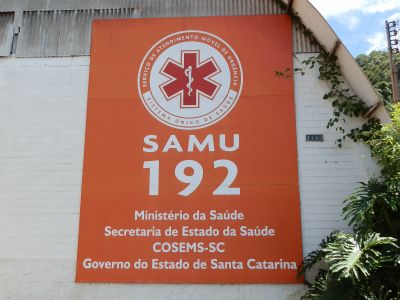 SERVIÇO DE ATENDIMENTO MÓVEL DE URGÊNCIA
SISTEMA ÚNICO DE SAÚDE
SAMU
192
Ministério da Saúde
Secretaria de Estado da Saúde
COSEMS-SC
Governo do Estado de Santa Catarina